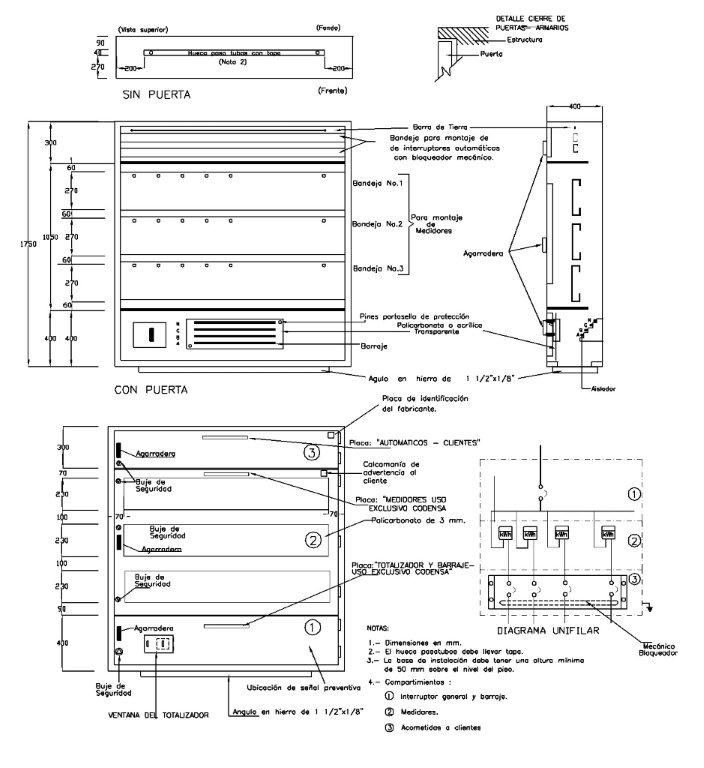 (Vista superior)
(Fondo)
90
40
270
Hueco paso tubos con tapa
(Nota 2)
200
200
SIN PUERTA
(Frente)
DETALLE CIERRE DE
PUERTAS- ARMARIOS
Estructura
Puerta
400
Barra de Tierra
Bandeja para montaje de
de interruptores automáticos
con bloqueador mecánico.
300
60
270
60
270
60
270
60
1750
1050
400
400
Bandeja No.1
Bandeja No.2
Bandeja No.3
Para montaje
de
Medidores
Agarradera
N
C
B
A
Pines portasello de protección
Policarbonato o acrílica
Transparente
Barraje
N
C
B
A
Aislador
Agulo en hierro de 1 1/2"x1/8"
CON PUERTA
Placa de identificación
del fabricante.
Placa: "AUTOMATICOS - CLIENTES"
Calcamanía de
advertencia al
cliente
Placa: "MEDIDORES USO
EXCLUSIVO CODENSA
Policarbonato de 3 mm.
Placa:"TOTALIZADOR Y BARRAJE-
USO EXCLUSIVO CODENSA"
300
70
230
100
230
100
230
90
400
70
70
Agarradera
3
Buje de
Seguridad
Buje de
Seguridad
Agarradera
2
Buje de
Seguridad
Agarradera
1
Buje de
Seguridad
VENTANA DEL TOTALIZADOR
Ubicación de señal preventiva
Angulo en hierro de 1 1/2"x1/8"
1
KWh
KWh
KWh
KWh
2
3
DIAGRAMA UNIFILAR
Mecánico
Bloqueador
NOTAS:
1.- Dimensiones en mm.
2.- El hueco pasatubos debe llevar tapa.
3.- La base de instalación debe tener una altura mínima
de 50 mm sobre el nivel del piso.
4.- Compartimientos :
1 Interruptor general y barraje.
2 Medidores.
3 Acometidas a clientes